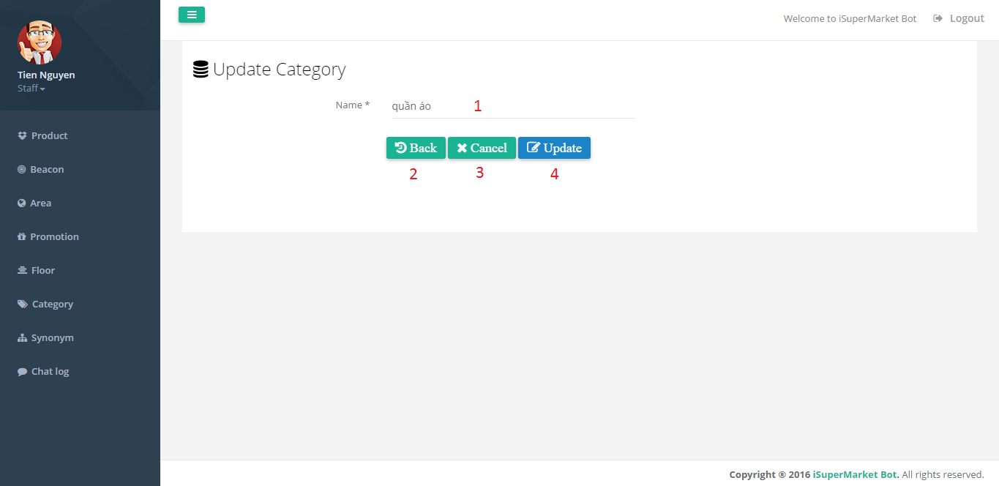 Welcome to iSuperMarket Bot Logout
Tien Nguyen
Staff
Product
Beacon
Area
Promotion
Floor
Category
Synonym
Chat log
Update Category
Name * quần áo 1
Back Cancel Update
2 3 4
Copyright ® 2016 iSuperMarket Bot. All rights reserved.